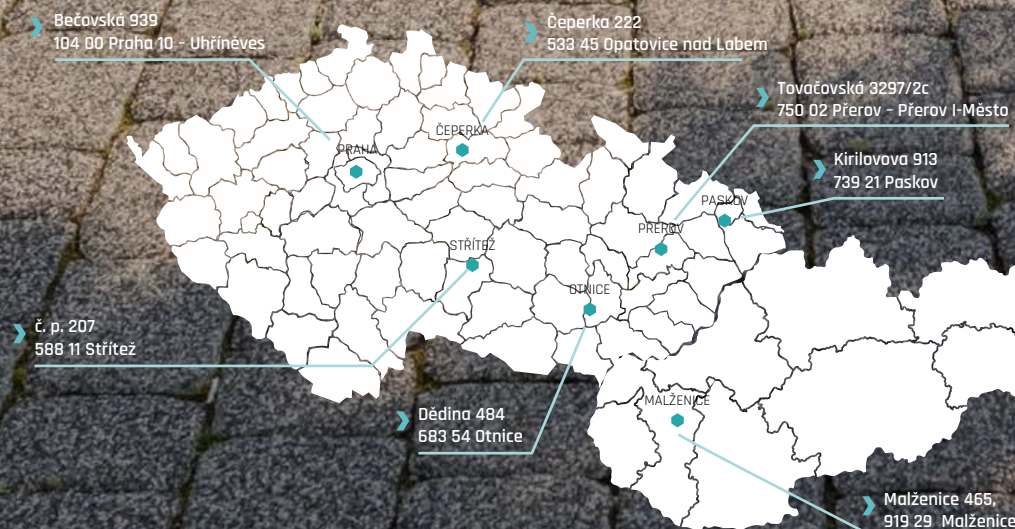 Bečovská 939
104 00 Praha 10 - Uhříněves
Čeperka 222
533 45 Opatovice nad Labem
Tovačovská 3297/2c
750 02 Přerov - Přerov I-Město
Kirilovova 913
739 21 Paskov
ČEPERKA
PRAHA
PASKOV
PŘEROV
STŘÍTEŽ
OTNICE
č. p. 207
588 11 Střítež
MALŽENICE
Dědina 484
683 54 Otnice
Malženice 465,
919 29 Malženice